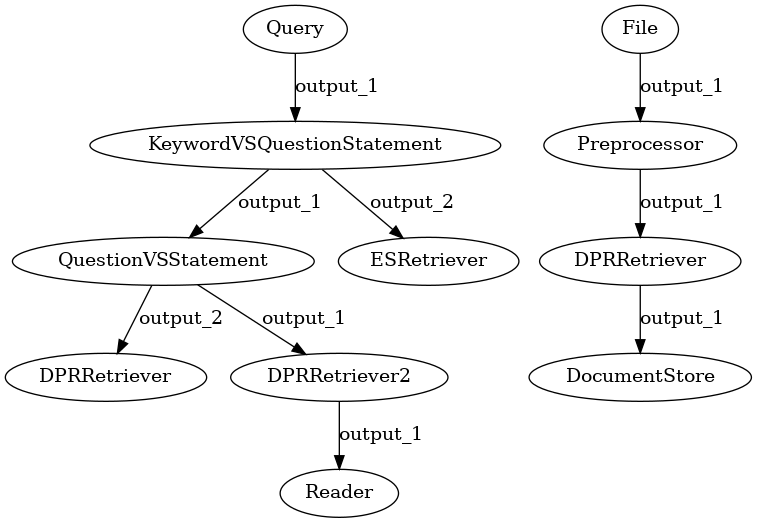 Query
File
output_1
output_1
KeywordVSQuestionStatement
Preprocessor
output_1
output_2
output_1
QuestionVSStatement
ESRetriever
DPRRetriever
output_2
output_1
output_1
DPRRetriever
DPRRetriever2
DocumentStore
output_1
Reader